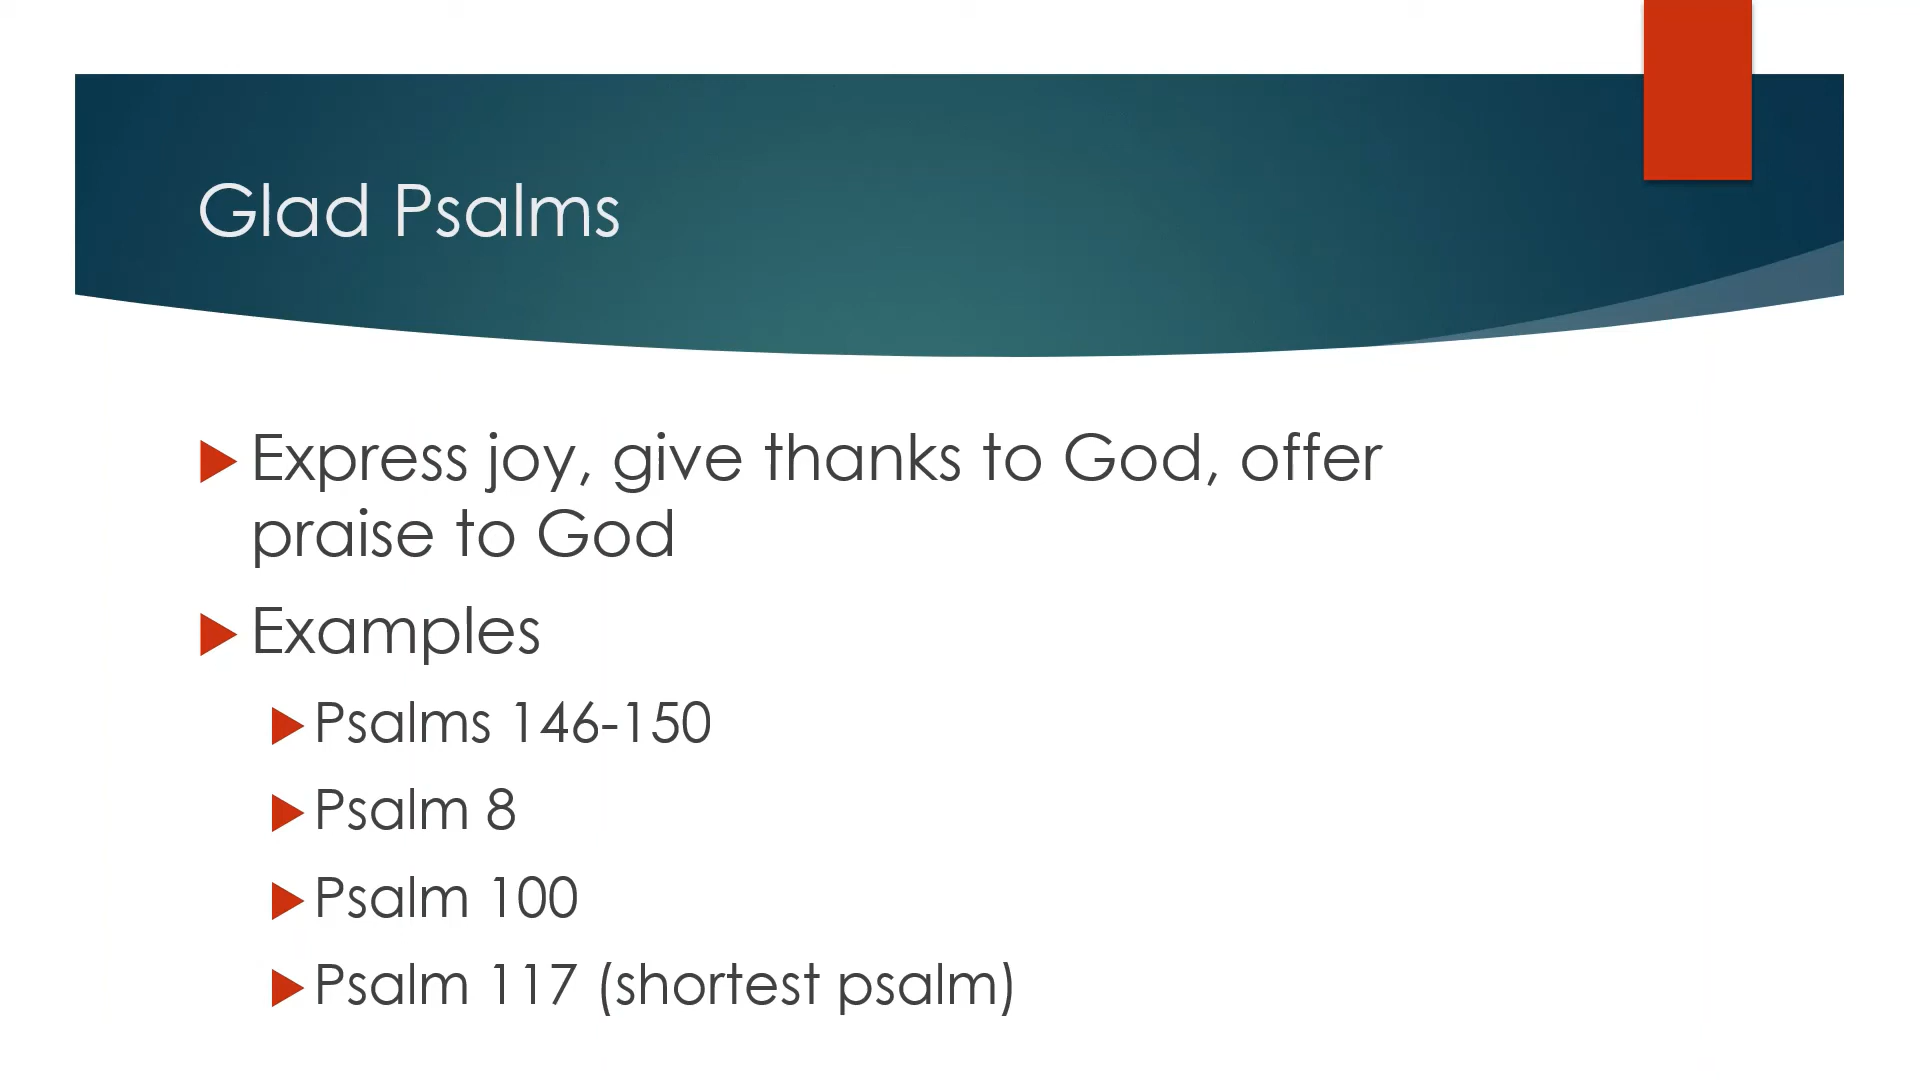 Glad Psalms
Express joy, give thanks to God, offer
praise to God
Examples
Psalms 146-150
Psalm 8
Psalm 100
Psalm 117 (shortest psalm)